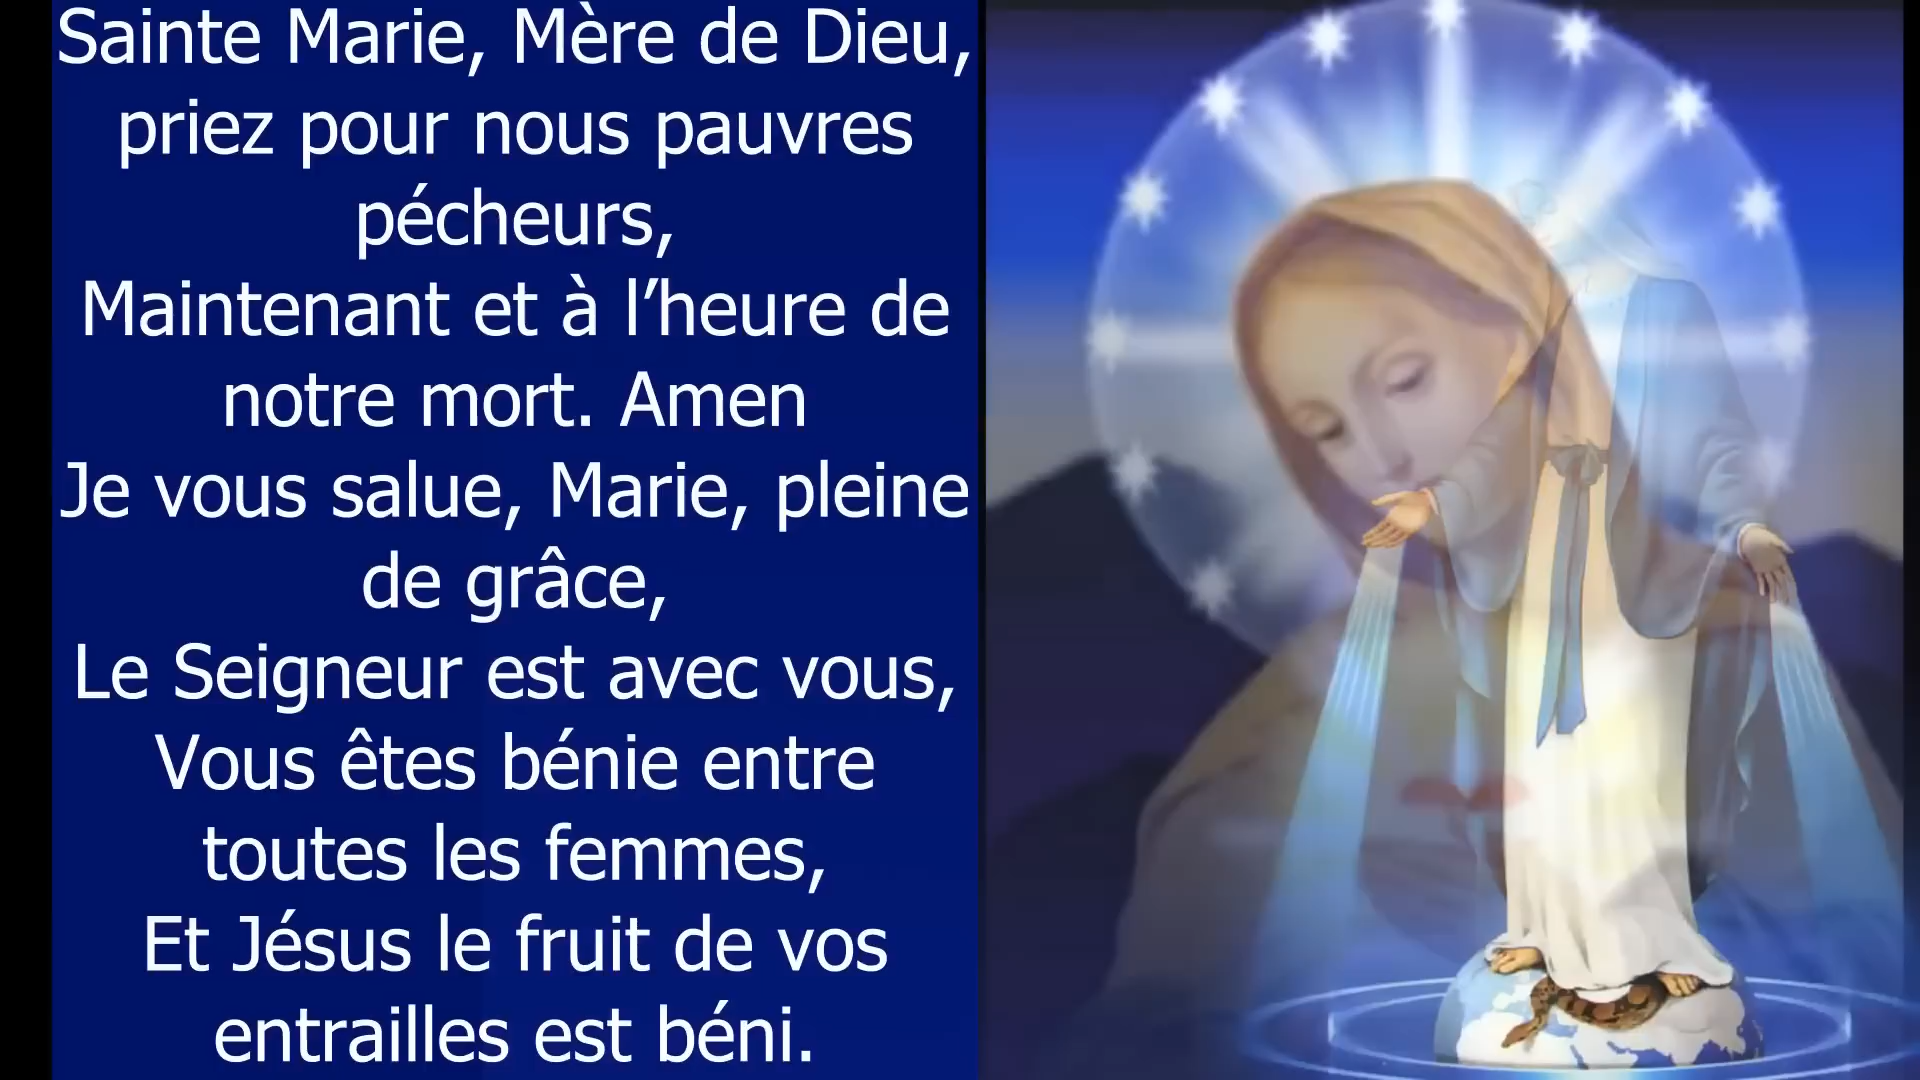 Sainte Marie, Mère de Dieu,
priez pour nous pauvres
pécheurs,
Maintenant et à l’heure de
notre mort. Amen
Je vous salue, Marie, pleine
de grâce,
Le Seigneur est avec vous,
Vous êtes bénie entre
toutes les femmes,
Et Jésus le fruit de vos
entrailles est béni.